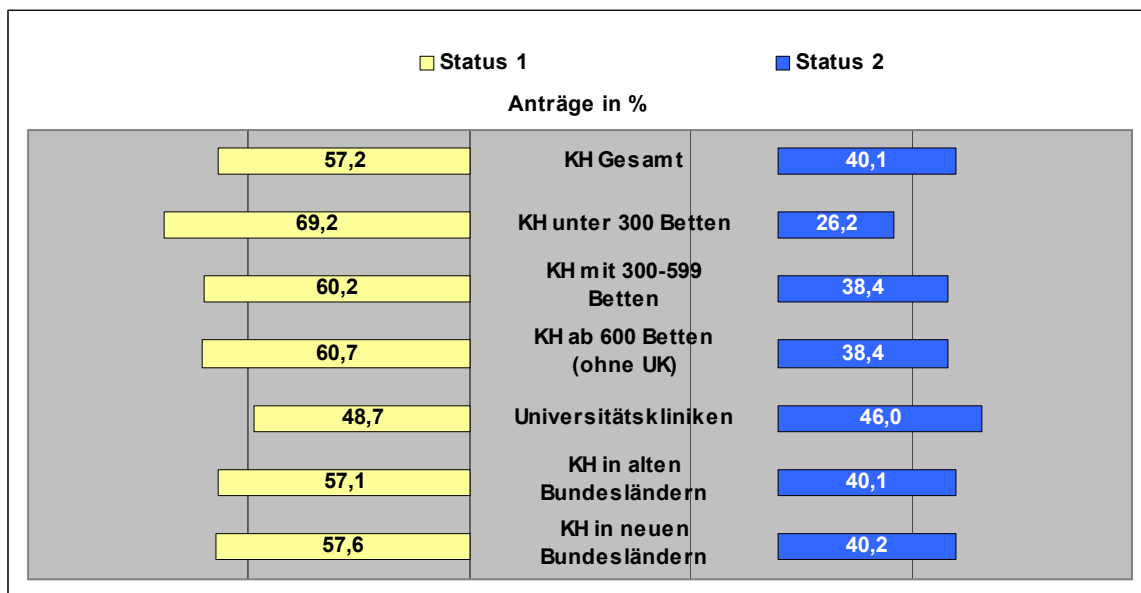 Status 1
Status 2
Anträge in %
57,2
KH Gesamt
40,1
69,2
KH unter 300 Betten
26,2
60,2
KH mit 300-599
Betten
38,4
60,7
KH ab 600 Betten
(ohne UK)
38,4
48,7
Universitätskliniken
46,0
57,1
KH in alten
Bundesländern
40,1
57,6
KH in neuen
Bundesländern
40,2